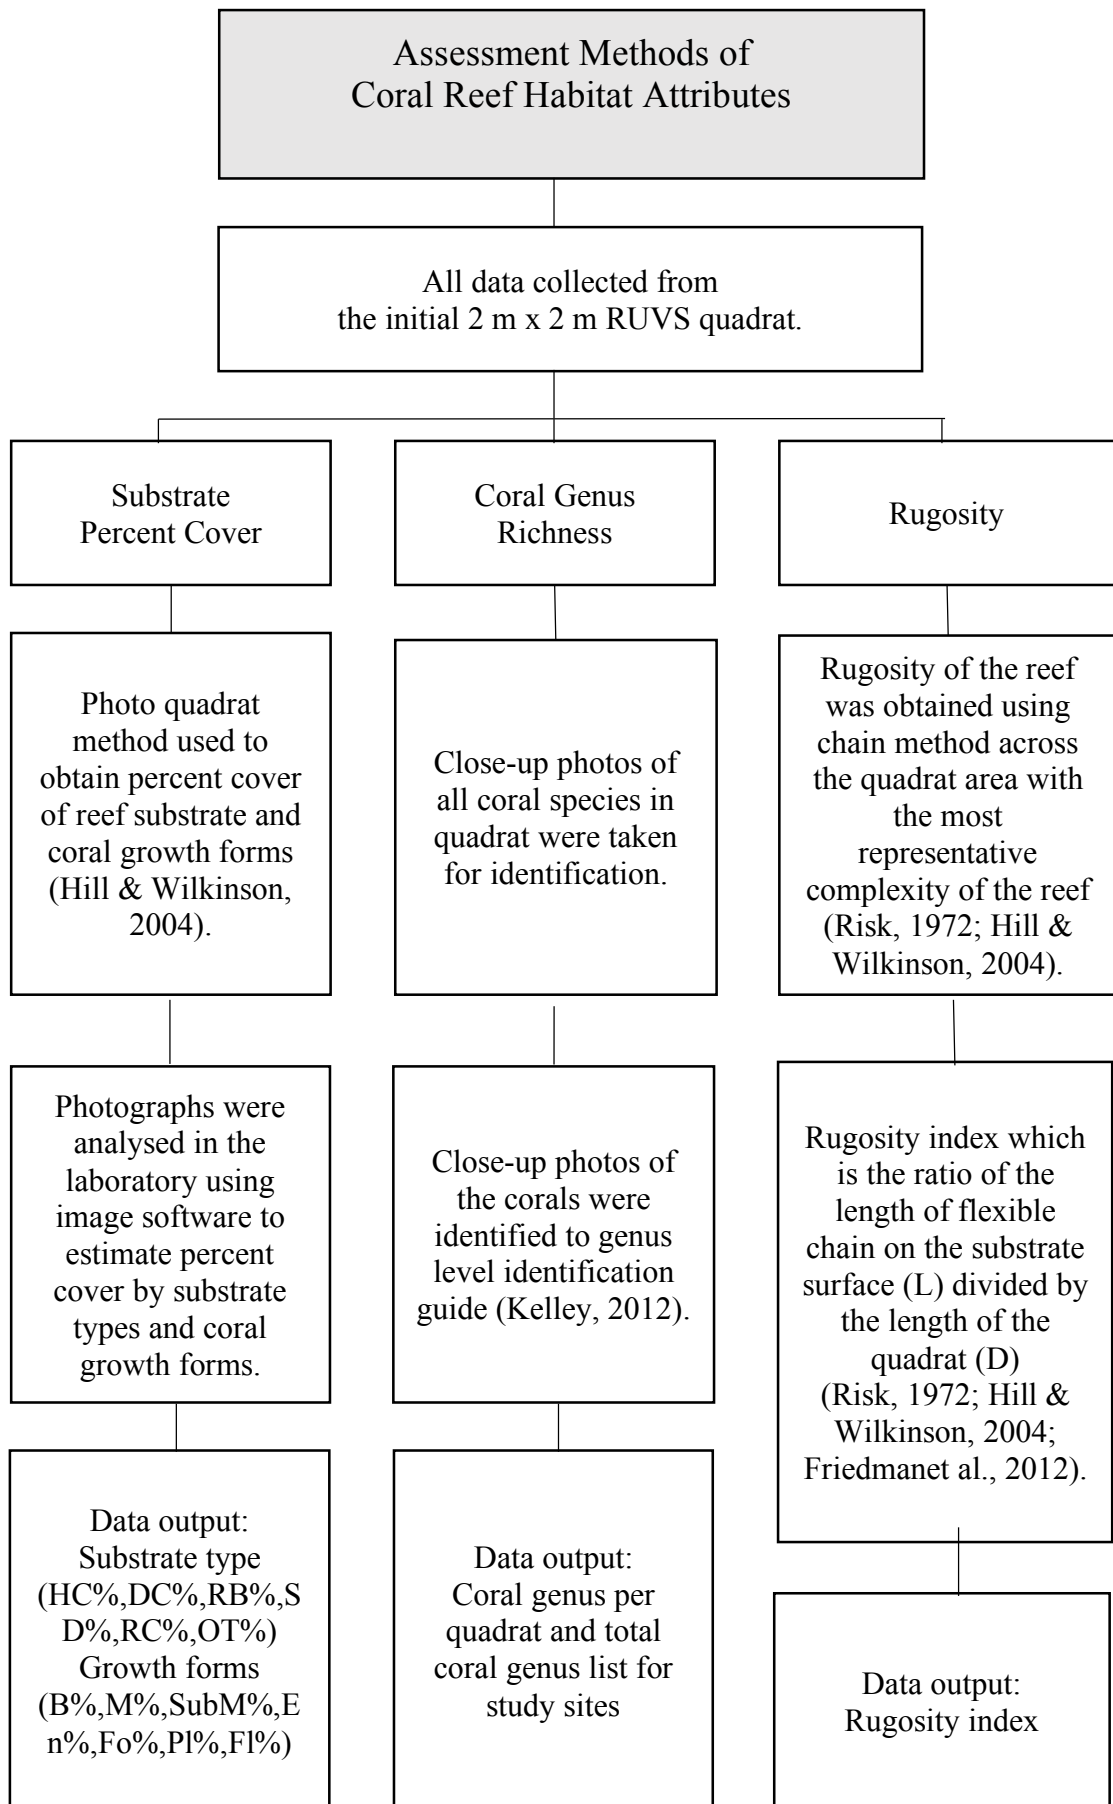 Assessment Methods of
Coral Reef Habitat Attributes
All data collected from
the initial 2 m x 2 m RUVS quadrat.
Substrate
Percent Cover
Coral Genus
Richness
Rugosity
Photo quadrat
method used to
obtain percent cover
of reef substrate and
coral growth forms
(Hill & Wilkinson,
2004).
Close-up photos of
all coral species in
quadrat were taken
for identification.
Rugosity of the reef
was obtained using
chain method across
the quadrat area with
the most
representative
complexity of the reef
(Risk, 1972; Hill &
Wilkinson, 2004).
Photographs were
analysed in the
laboratory using
image software to
estimate percent
cover by substrate
types and coral
growth forms.
Close-up photos of
the corals were
identified to genus
level identification
guide (Kelley, 2012).
Rugosity index which
is the ratio of the
length of flexible
chain on the substrate
surface (L) divided by
the length of the
quadrat (D)
(Risk, 1972; Hill &
Wilkinson, 2004;
Friedmanet al., 2012).
Data output:
Substrate type
(HC%,DC%,RB%,S
D%,RC%,OT%)
Growth forms
(B%,M%,SubM%,E
n%,Fo%,Pl%,Fl%)
Data output:
Coral genus per
quadrat and total
coral genus list for
study sites
Data output:
Rugosity index